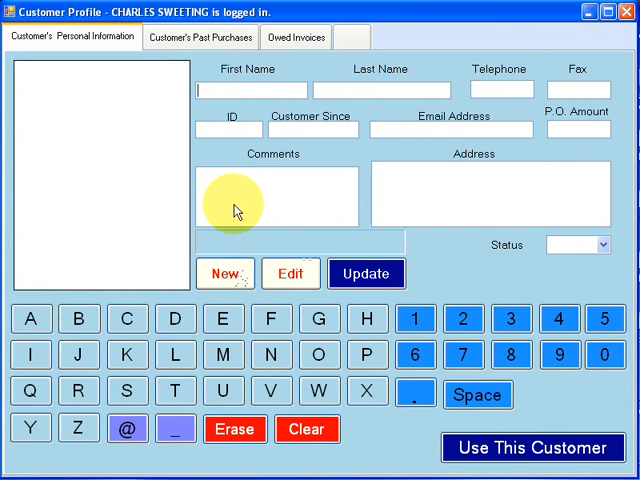 Customer Profile - CHARLES SWEETING is logged in.
Customer's Personal Information Customer's Past Purchases Owed Invoices
First Name Last Name Telephone Fax
ID Customer Since Email Address P.O. Amount
Comments Address
Status
New Edit Update
A B C D E F G H 1 2 3 4 5
I J K L M N O P 6 7 8 9 0
Q R S T U V W X . Space
Y Z @ _ Erase Clear
Use This Customer